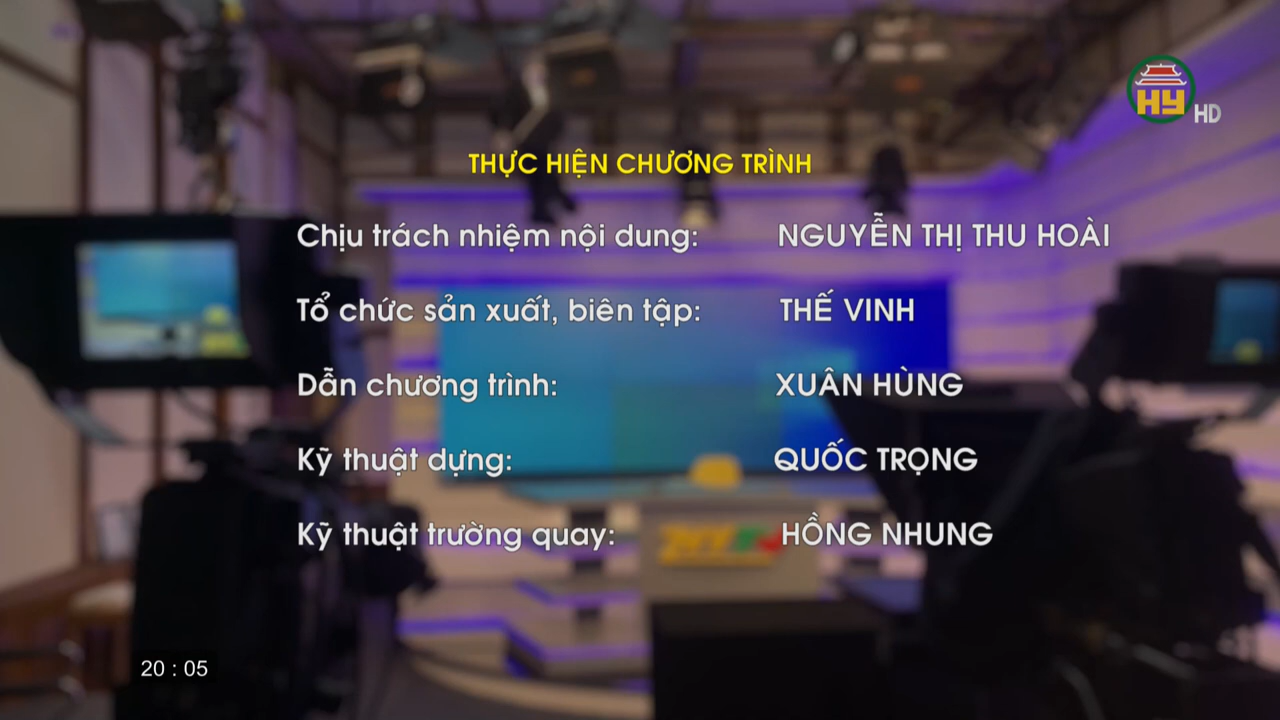 HY HD
THỰC HIỆN CHƯƠNG TRÌNH
Chịu trách nhiệm nội dung: NGUYỄN THỊ THU HOÀI
Tổ chức sản xuất, biên tập: THẾ VINH
Dẫn chương trình: XUÂN HÙNG
Kỹ thuật dựng: QUỐC TRỌNG
Kỹ thuật trường quay: HỒNG NHUNG
20 : 05